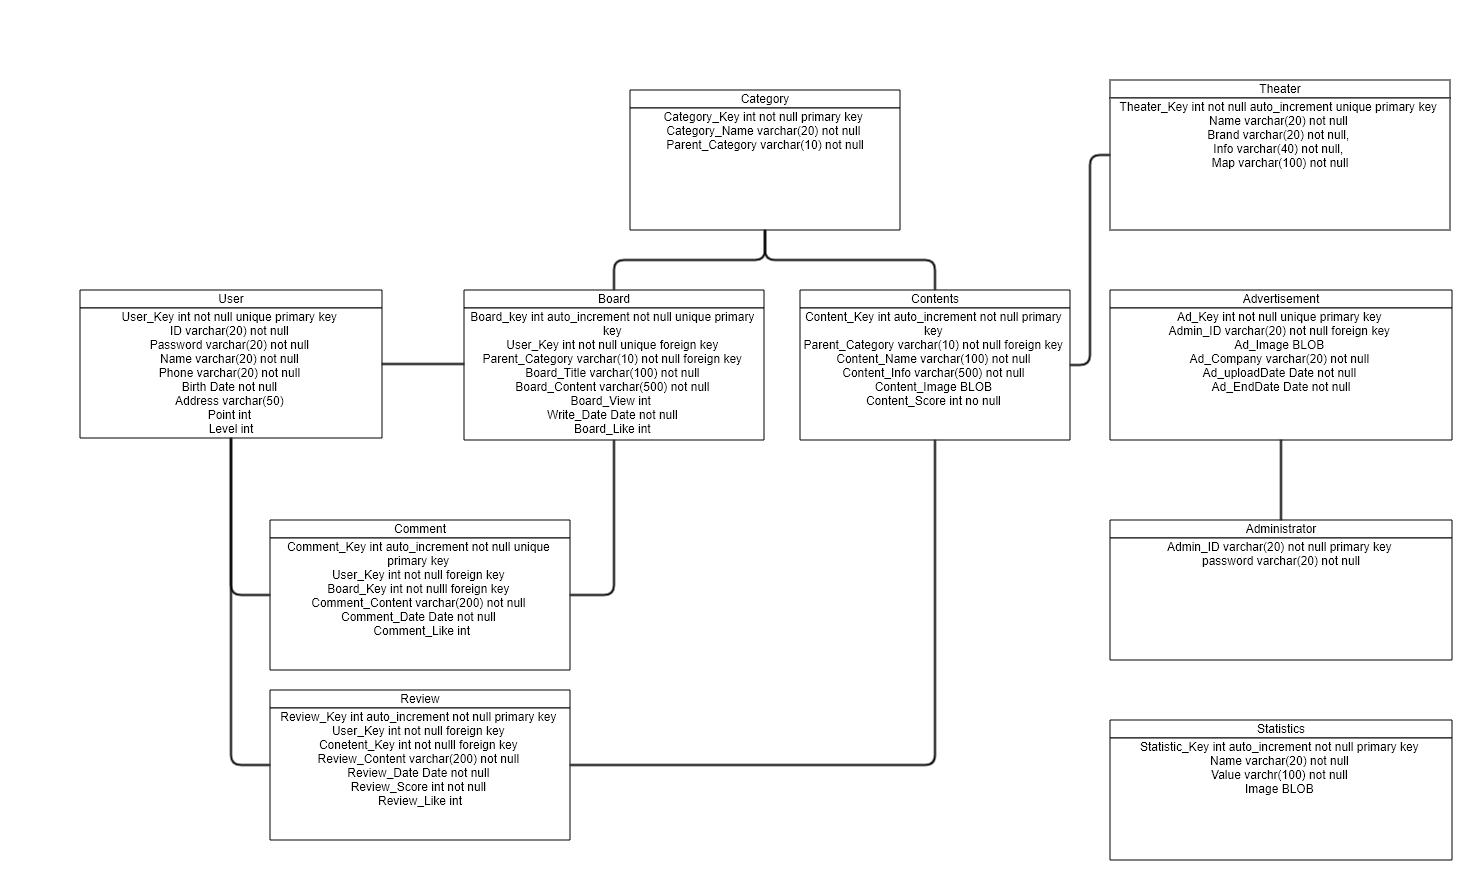 Category
Category_Key int not null primary key
Category_Name varchar(20) not null
Parent_Category varchar(10) not null
Theater
Theater_Key int not null auto_increment unique primary key
Name varchar(20) not null
Brand varchar(20) not null,
Info varchar(40) not null,
Map varchar(100) not null
User
User_Key int not null unique primary key
ID varchar(20) not null
Password varchar(20) not null
Name varchar(20) not null
Phone varchar(20) not null
Birth Date not null
Address varchar(50)
Point int
Level int
Board
Board_key int auto_increment not null unique primary
key
User_Key int not null unique foreign key
Parent_Category varchar(10) not null foreign key
Board_Title varchar(100) not null
Board_Content varchar(500) not null
Board_View int
Write_Date Date not null
Board_Like int
Contents
Content_Key int auto_increment not null primary
key
Parent_Category varchar(10) not null foreign key
Content_Name varchar(100) not null
Content_Info varchar(500) not null
Content_Image BLOB
Content_Score int no null
Advertisement
Ad_Key int not null unique primary key
Admin_ID varchar(20) not null foreign key
Ad_Image BLOB
Ad_Company varchar(20) not null
Ad_uploadDate Date not null
Ad_EndDate Date not null
Comment
Comment_Key int auto_increment not null unique
primary key
User_Key int not null foreign key
Board_Key int not nulll foreign key
Comment_Content varchar(200) not null
Comment_Date Date not null
Comment_Like int
Administrator
Admin_ID varchar(20) not null primary key
password varchar(20) not null
Review
Review_Key int auto_increment not null primary key
User_Key int not null foreign key
Conetent_Key int not nulll foreign key
Review_Content varchar(200) not null
Review_Date Date not null
Review_Score int not null
Review_Like int
Statistics
Statistic_Key int auto_increment not null primary key
Name varchar(20) not null
Value varchr(100) not null
Image BLOB